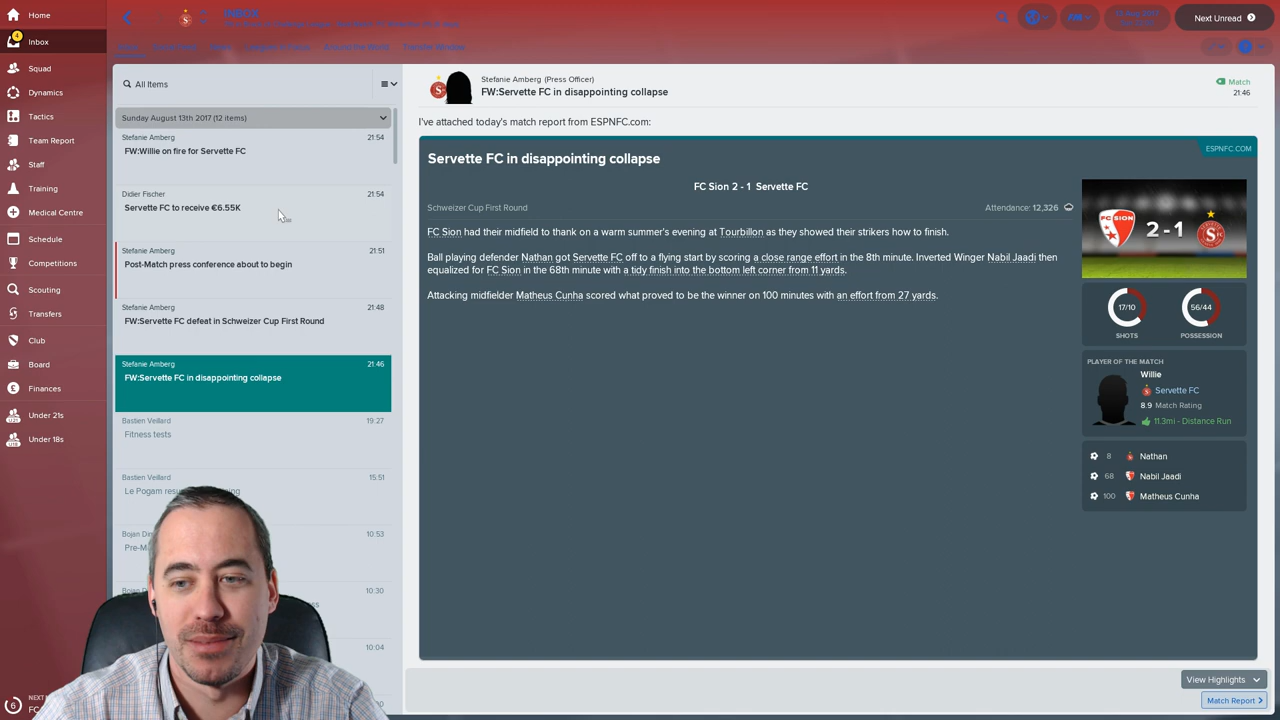 Home
INBOX
Next Unread
4
Inbox
FM
Squad
Dynamics
Tactics
Team Report
Staff
Training
Medical Centre
Schedule
Competitions
Scouting
Transfers
Club
Board
Finances
Under 21s
Under 18s
All Items
Sunday August 13th 2017 (12 items)
Stefanie Amberg 21:54
FW:Willie on fire for Servette FC
Didier Fischer 21:54
Servette FC to receive €6.55K
Stefanie Amberg 21:51
Post-Match press conference about to begin
Stefanie Amberg 21:48
FW:Servette FC defeat in Schweizer Cup First Round
Stefanie Amberg 21:46
FW:Servette FC in disappointing collapse
Bastien Veillard 19:27
Fitness tests
Bastien Veillard 15:51
Le Pogam
10:53
10:30
10:04
Stefanie Amberg (Press Officer)
FW:Servette FC in disappointing collapse
Match
21:46
I've attached today's match report from ESPNFC.com:
ESPNFC.COM
Servette FC in disappointing collapse
FC Sion 2 - 1 Servette FC
Schweizer Cup First Round
Attendance: 12,326
FC Sion had their midfield to thank on a warm summer's evening at Tourbillon as they showed their strikers how to finish.
Ball playing defender Nathan got Servette FC off to a flying start by scoring a close range effort in the 8th minute. Inverted Winger Nabil Jaadi then
equalized for FC Sion in the 68th minute with a tidy finish into the bottom left corner from 11 yards.
Attacking midfielder Matheus Cunha scored what proved to be the winner on 100 minutes with an effort from 27 yards.
FC SION
2 - 1
17/10
56/44
SHOTS
POSSESSION
PLAYER OF THE MATCH
Willie
Servette FC
8.9 Match Rating
11.3mi - Distance Run
8 Nathan
68 Nabil Jaadi
100 Matheus Cunha
View Highlights
Match Report
6